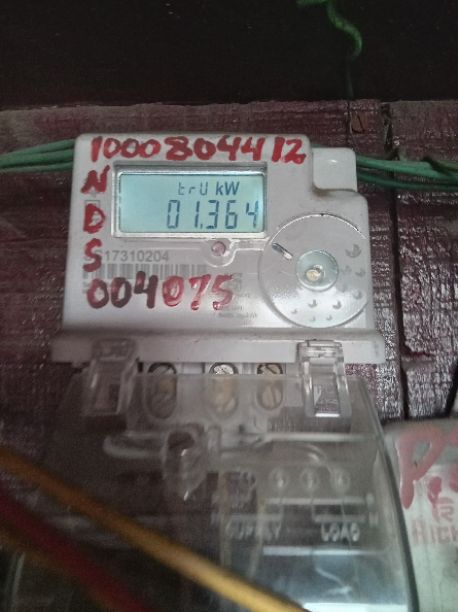 1000804412
N
D
S
trU kW
01.364
17310204
004075
SUPPLY LOAD